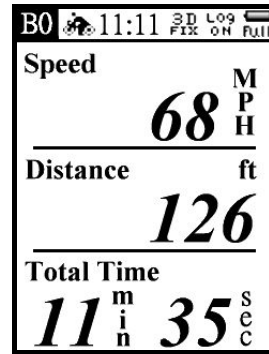 B0 11:11 3D FIX LOG ON Full
Speed
68 MPH
Distance ft
126
Total Time
11 min 35 sec